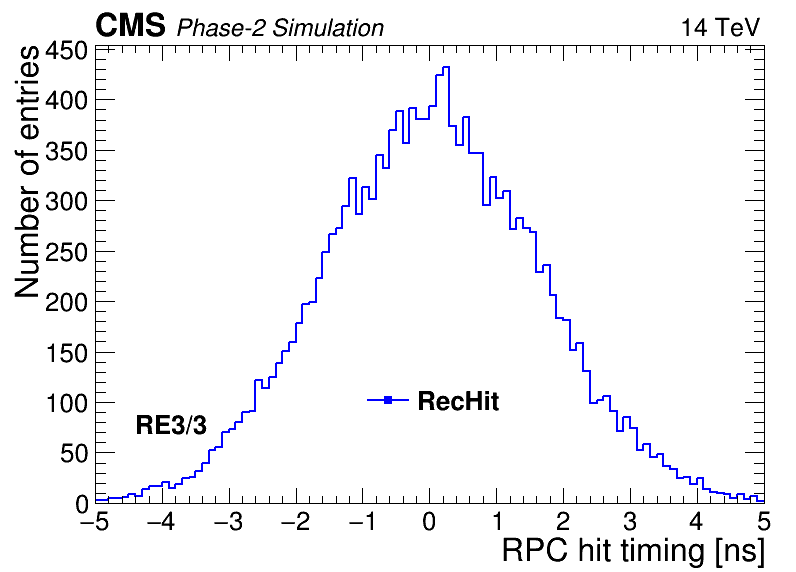 CMS Phase-2 Simulation 14 TeV
Number of entries
450
400
350
300
250
200
150
100
50
0
RE3/3
RecHit
−5 −4 −3 −2 −1 0 1 2 3 4 5
RPC hit timing [ns]